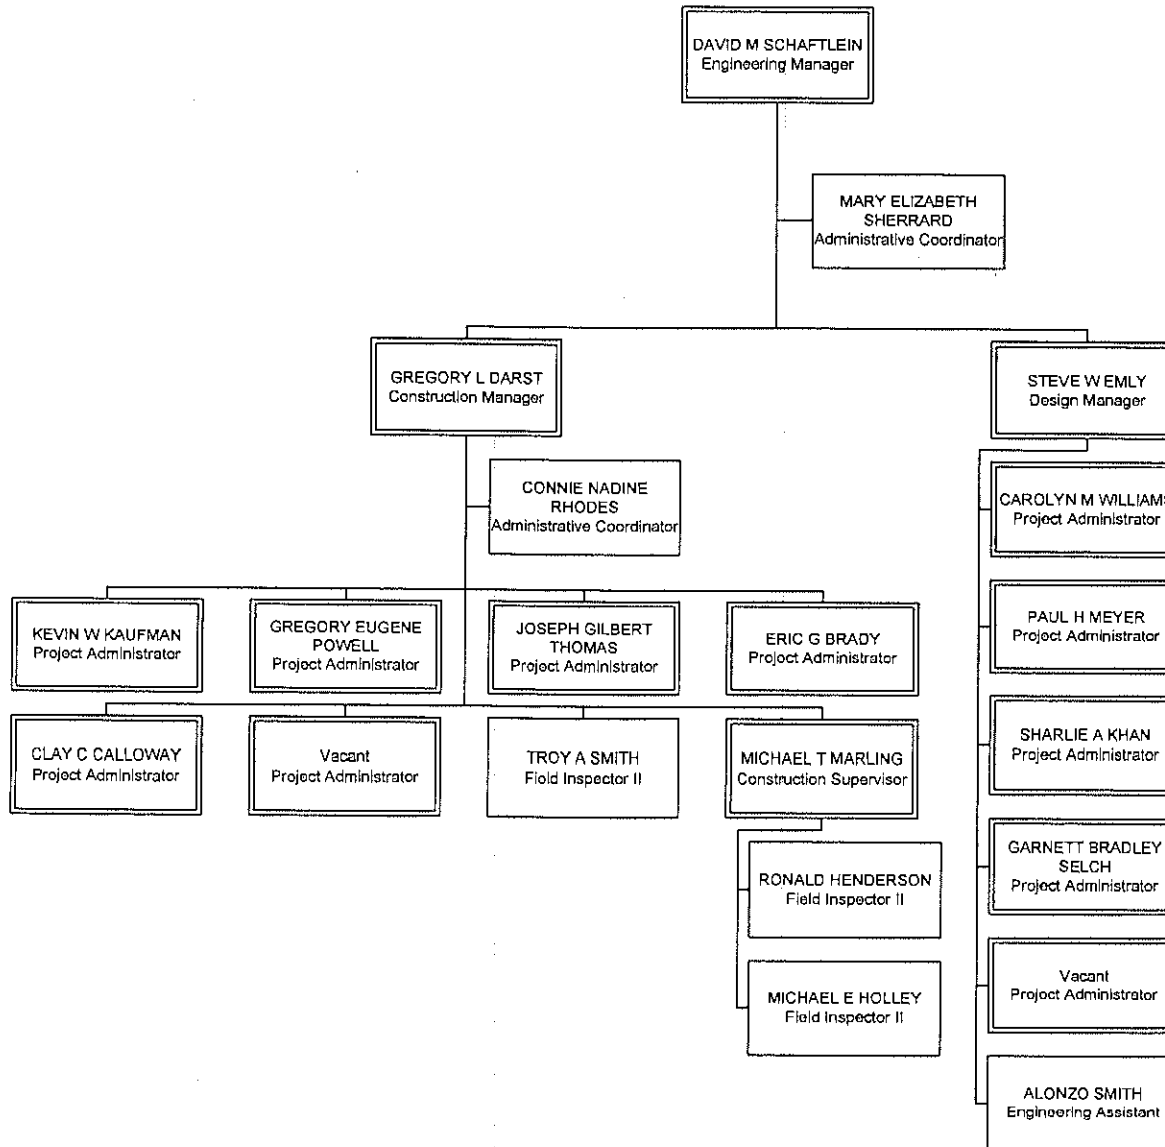 DAVID M SCHAFTLEIN
Engineering Manager
MARY ELIZABETH
SHERRARD
Administrative Coordinator
GREGORY L DARST
Construction Manager
STEVE W EMLY
Design Manager
CONNIE NADINE
RHODES
Administrative Coordinator
KEVIN W KAUFMAN
Project Administrator
GREGORY EUGENE
POWELL
Project Administrator
JOSEPH GILBERT
THOMAS
Project Administrator
ERIC G BRADY
Project Administrator
CLAY C CALLOWAY
Project Administrator
Vacant
Project Administrator
TROY A SMITH
Field Inspector II
MICHAEL T MARLING
Construction Supervisor
RONALD HENDERSON
Field Inspector II
MICHAEL E HOLLEY
Field Inspector II
CAROLYN M WILLIAMS
Project Administrator
PAUL H MEYER
Project Administrator
SHARLIE A KHAN
Project Administrator
GARNETT BRADLEY
SELCH
Project Administrator
Vacant
Project Administrator
ALONZO SMITH
Engineering Assistant